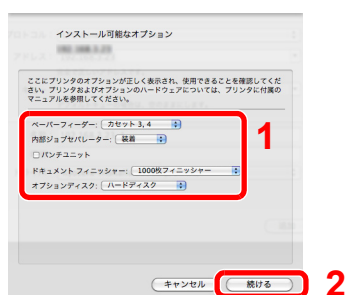 インストール可能なオプション
192.168.3.23
ここにプリンタのオプションが正しく表示され、使用できることを確認してくだ
さい。プリンタおよびオプションのハードウェアについては、プリンタに付属の
マニュアルを参照してください。
ペーパーフィーダー: カセット 3, 4
内部ジョブセパレーター: 装着
パンチユニット
ドキュメント フィニッシャー: 1000枚フィニッシャー
オプションディスク: ハードディスク
1
キャンセル
続ける
2